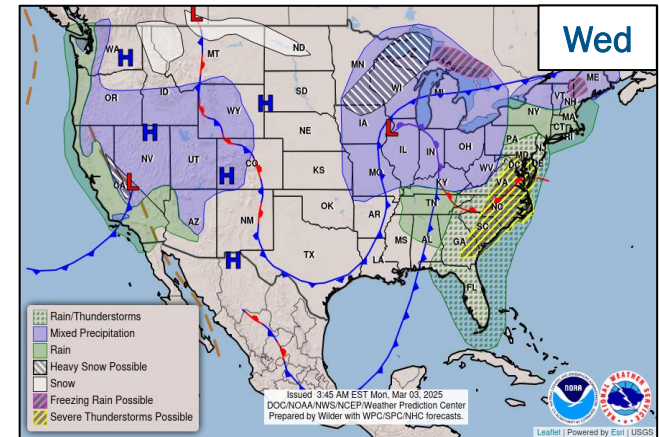 Wed
L
WA
H
MT
ND
MN
ME
OR
ID
WY
H
SD
WI
MI
VT
NH
NY
MA
CT
RI
H
NE
IA
L
IL
IN
OH
PA
NJ
MD
DC
DE
NV
UT
CO
H
KS
MO
KY
WV
VA
CA
L
AZ
NM
OK
AR
TN
NC
SC
H
TX
LA
MS
AL
GA
FL
Rain/Thunderstorms
Mixed Precipitation
Rain
Heavy Snow Possible
Snow
Freezing Rain Possible
Severe Thunderstorms Possible
Issued 3:45 AM EST Mon, Mar 03, 2025
DOC/NOAA/NWS/NCEP/Weather Prediction Center
Prepared by Wilder with WPC/SPC/NHC forecasts.
NOAA
NATIONAL WEATHER SERVICE
Leaflet | Powered by Esri | USGS